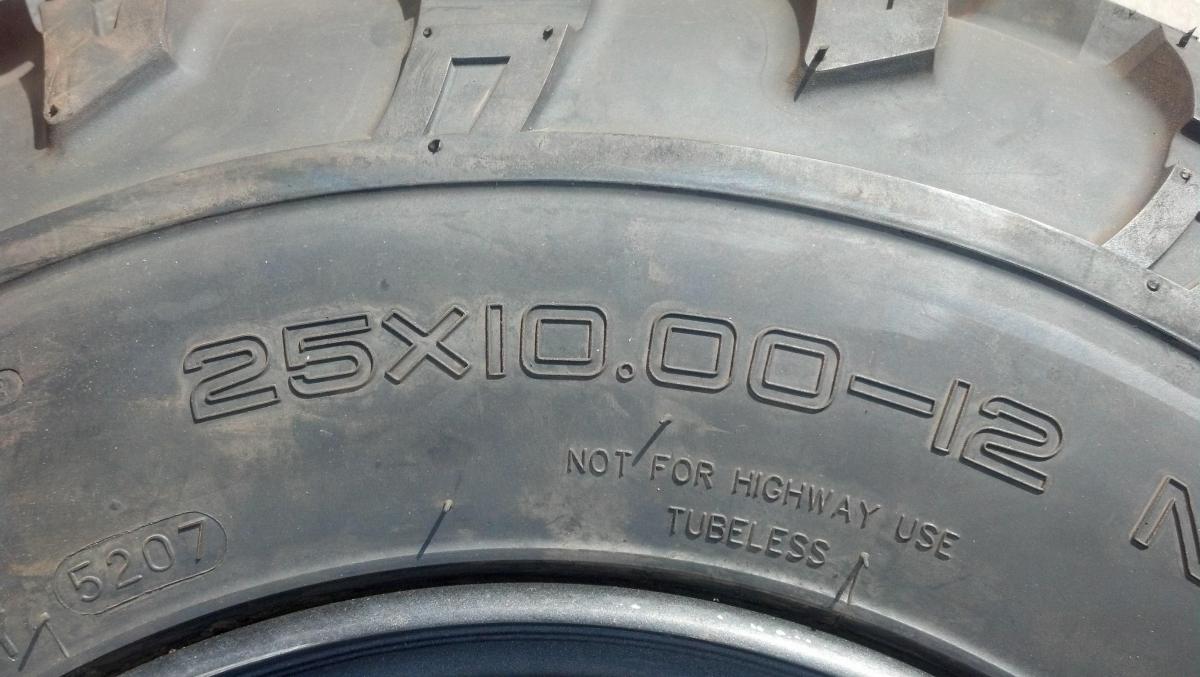 25X10.00-12
NOT FOR HIGHWAY USE
TUBELESS
5207